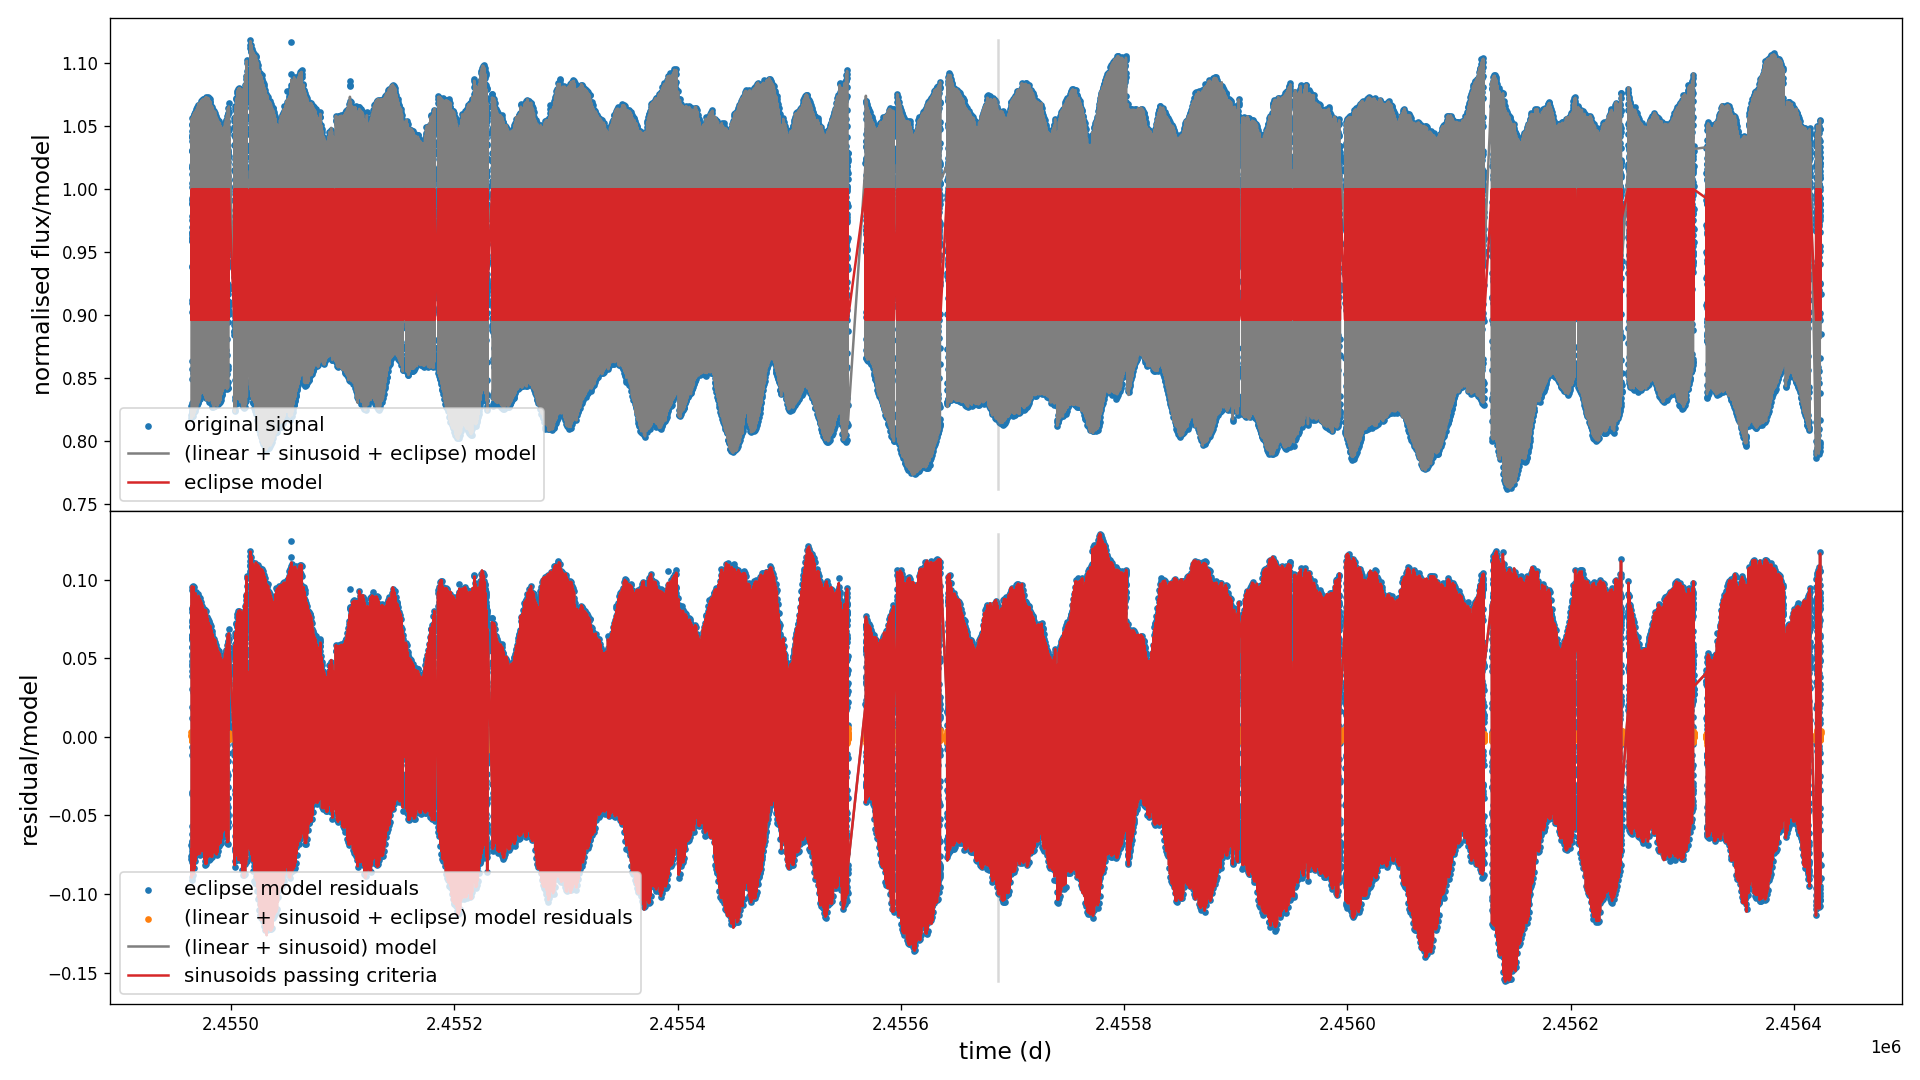 normalised flux/model
1.10
1.05
1.00
0.95
0.90
0.85
0.80
0.75
original signal
(linear + sinusoid + eclipse) model
eclipse model
residual/model
0.10
0.05
0.00
−0.05
−0.10
−0.15
eclipse model residuals
(linear + sinusoid + eclipse) model residuals
(linear + sinusoid) model
sinusoids passing criteria
2.4550 2.4552 2.4554 2.4556 2.4558 2.4560 2.4562 2.4564
time (d)
1e6